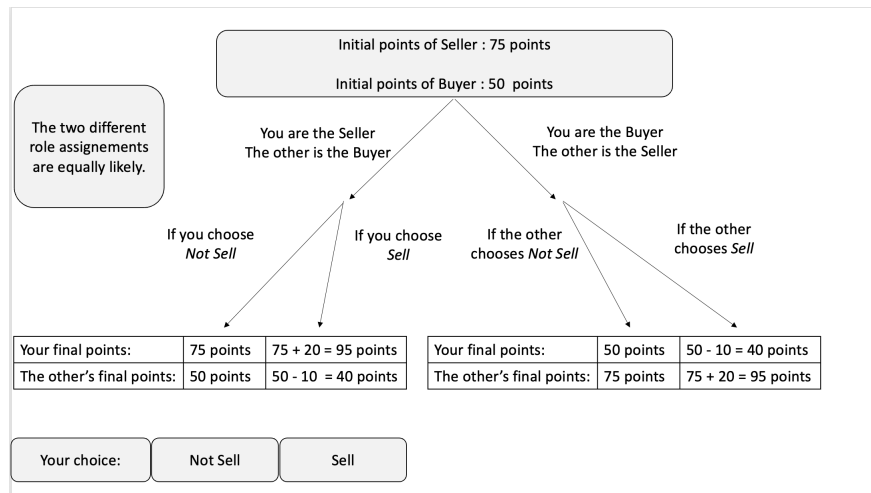 Initial points of Seller : 75 points
Initial points of Buyer : 50 points
The two different
role assignements
are equally likely.
You are the Seller
The other is the Buyer
You are the Buyer
The other is the Seller
If you choose
Not Sell
If you choose
Sell
If the other
chooses Not Sell
If the other
chooses Sell
Your final points: 75 points 75 + 20 = 95 points
The other’s final points: 50 points 50 - 10 = 40 points
Your final points: 50 points 50 - 10 = 40 points
The other’s final points: 75 points 75 + 20 = 95 points
Your choice: Not Sell Sell